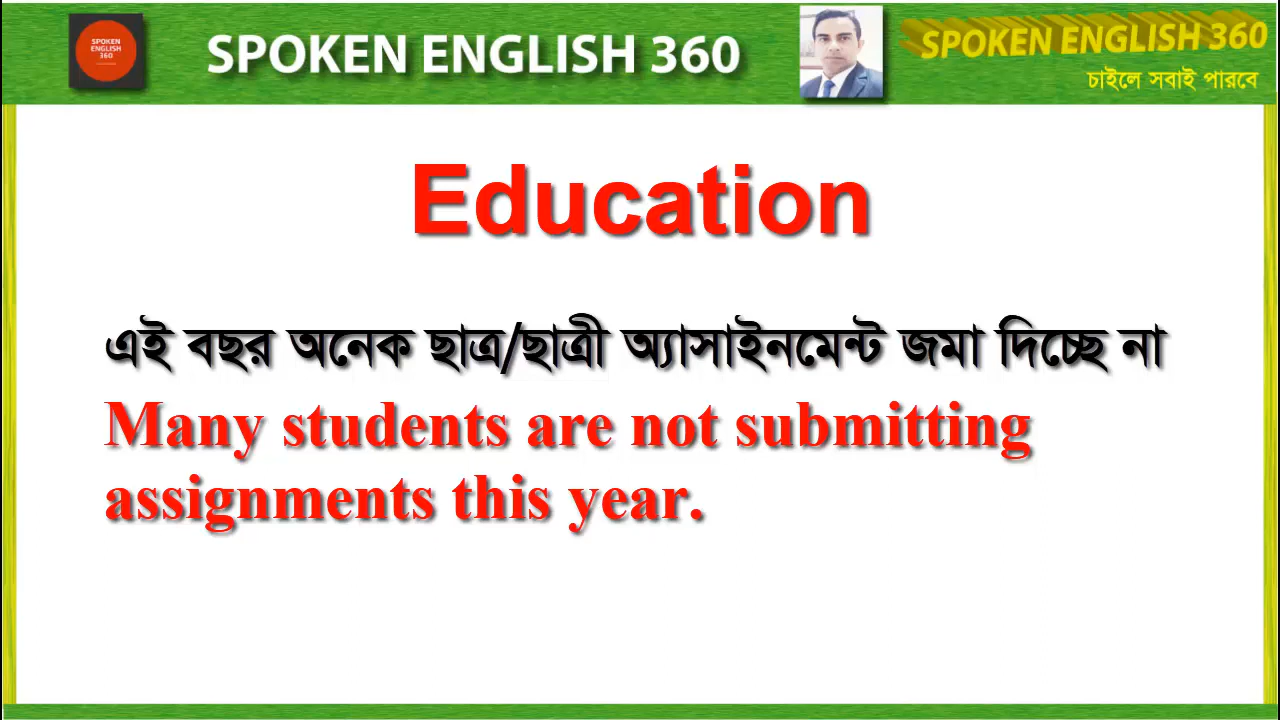 SPOKEN
ENGLISH
360
SPOKEN ENGLISH 360
SPOKEN ENGLISH 360
চাইলে সবাই পারবে
Education
এই বছর অনেক ছাত্র/ছাত্রী অ্যাসাইনমেন্ট জমা দিচ্ছে না
Many students are not submitting
assignments this year.